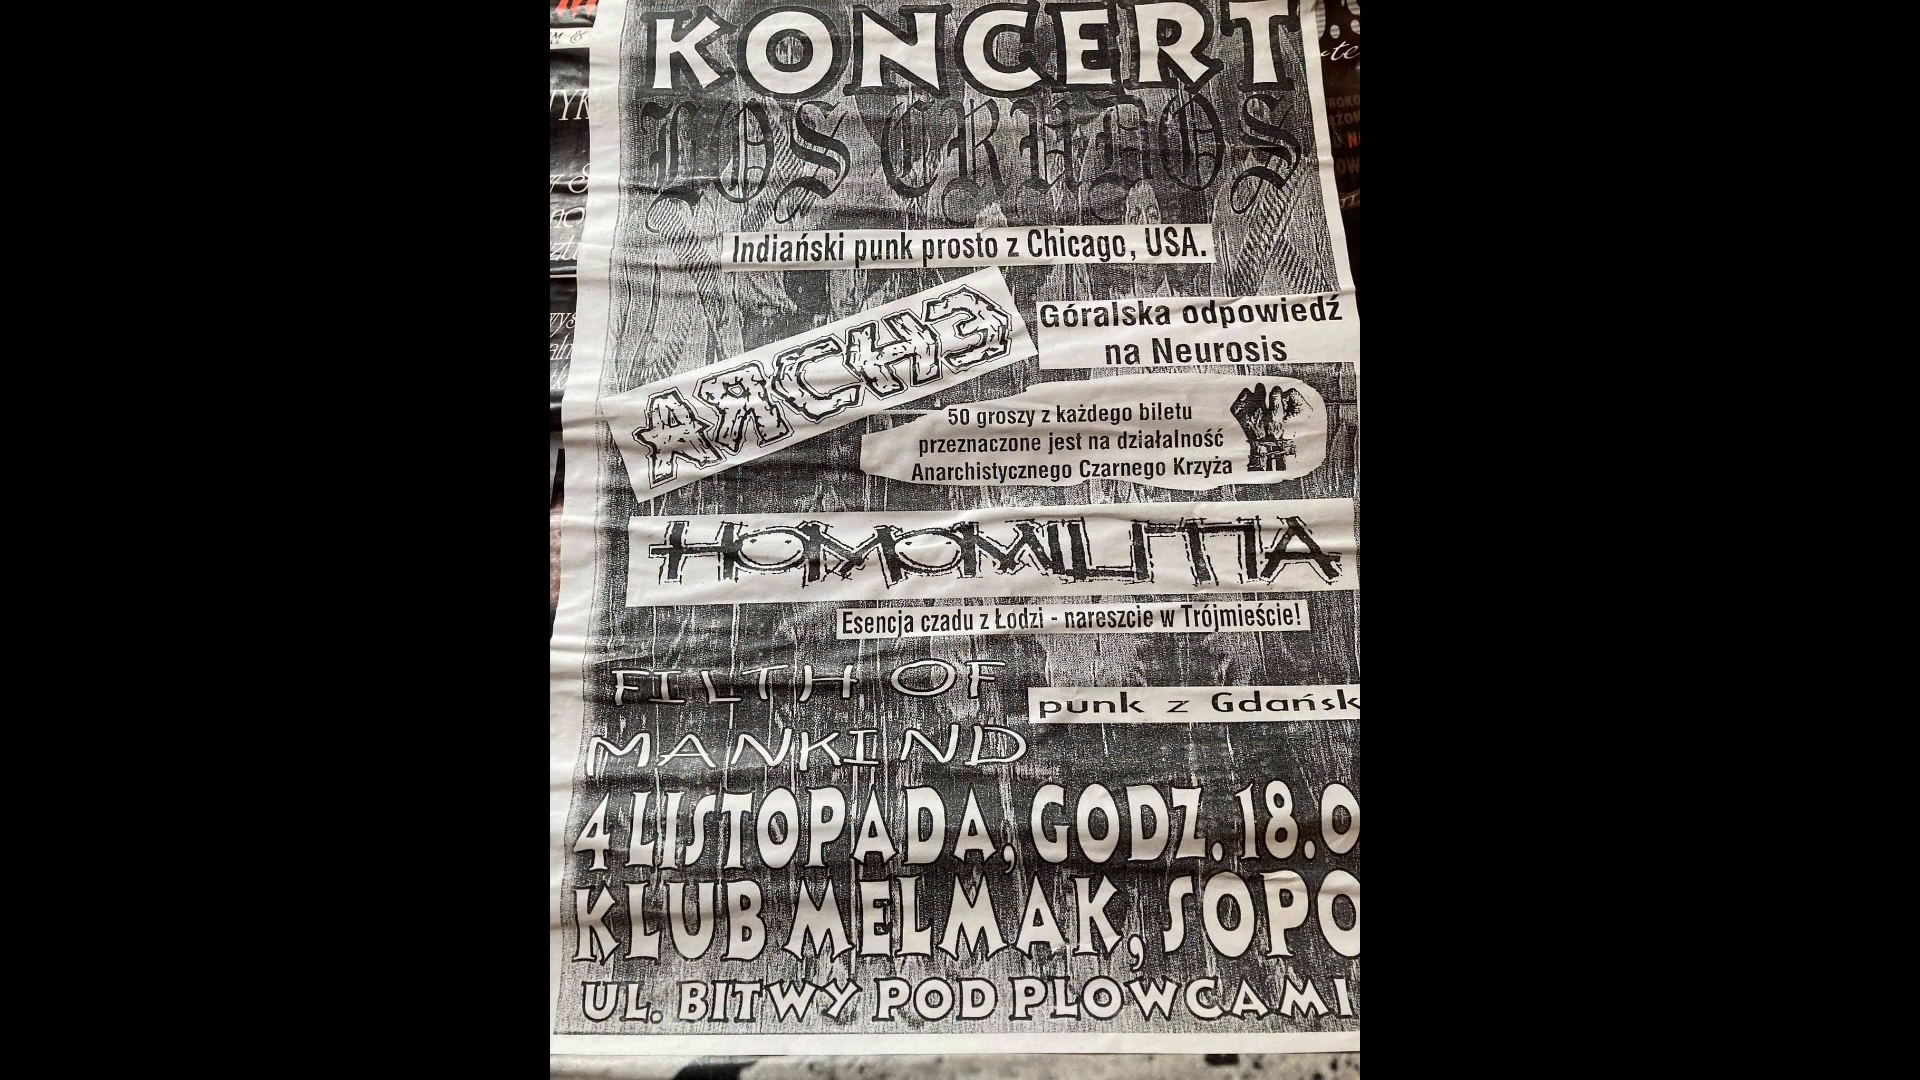 KONCERT
LOS CRUDOS
Indiański punk prosto z Chicago, USA.
ARCHE
Góralska odpowiedź
na Neurosis
50 groszy z każdego biletu
przeznaczone jest na działalność
Anarchistycznego Czarnego Krzyża
HOMOMILITIA
Esencja czadu z Łodzi - nareszcie w Trójmieście!
FILTH OF
MANKIND
punk z Gdańsk
4 LISTOPADA, GODZ. 18.0
KLUB MELMAK, SOPO
UL. BITWY POD PLOWCAMI